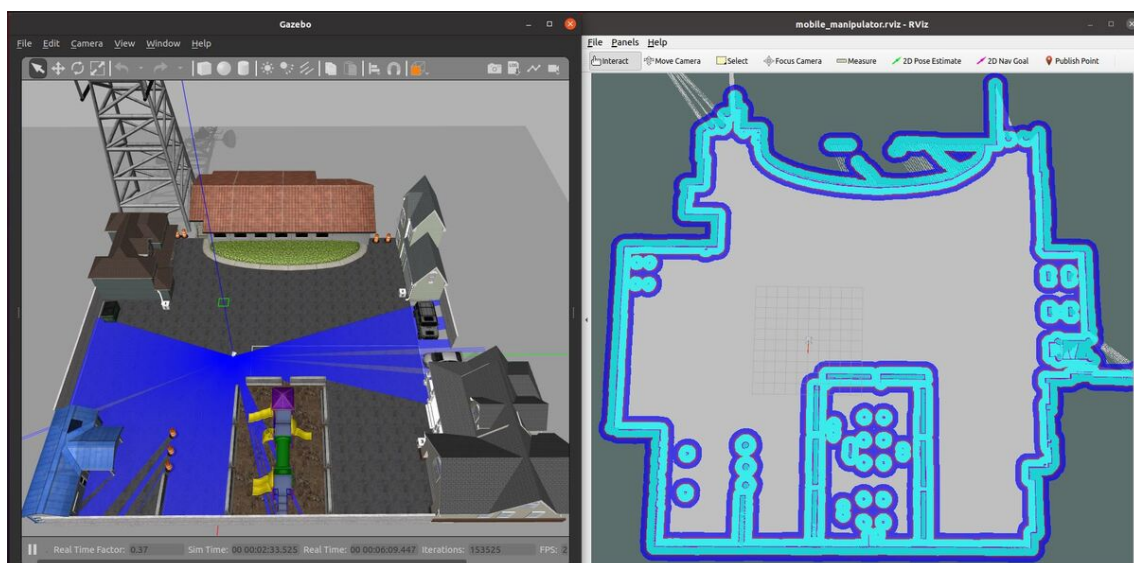 Gazebo
File Edit Camera View Window Help
Real Time Factor: 0.37 Sim Time: 00 00:02:33.525 Real Time: 00 00:06:09.447 Iterations: 153525 FPS: 2
mobile_manipulator.rviz - RViz
File Panels Help
Interact Move Camera Select Focus Camera Measure 2D Pose Estimate 2D Nav Goal Publish Point